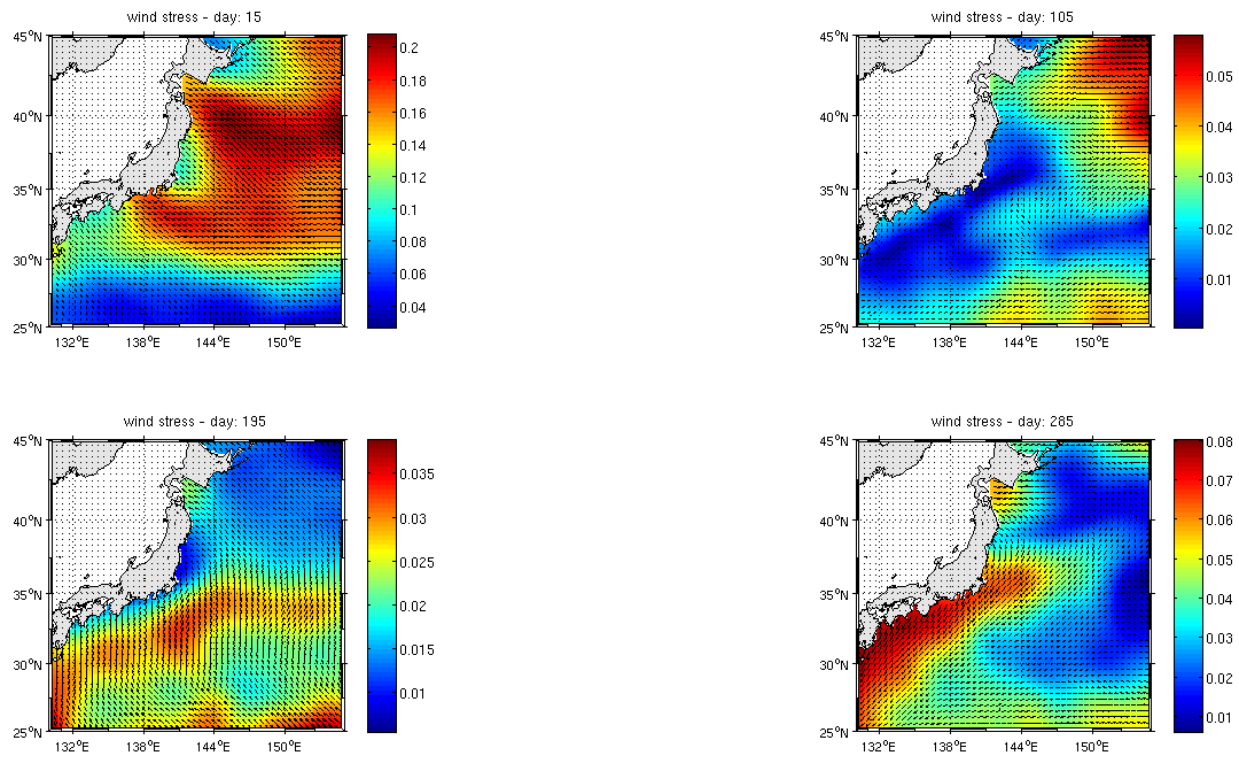 wind stress - day: 15
45°N
40°N
35°N
30°N
25°N
132°E 138°E 144°E 150°E
0.2
0.18
0.16
0.14
0.12
0.1
0.08
0.06
0.04
wind stress - day: 105
45°N
40°N
35°N
30°N
25°N
132°E 138°E 144°E 150°E
0.05
0.04
0.03
0.02
0.01
wind stress - day: 195
45°N
40°N
35°N
30°N
25°N
132°E 138°E 144°E 150°E
0.035
0.03
0.025
0.02
0.015
0.01
wind stress - day: 285
45°N
40°N
35°N
30°N
25°N
132°E 138°E 144°E 150°E
0.08
0.07
0.06
0.05
0.04
0.03
0.02
0.01